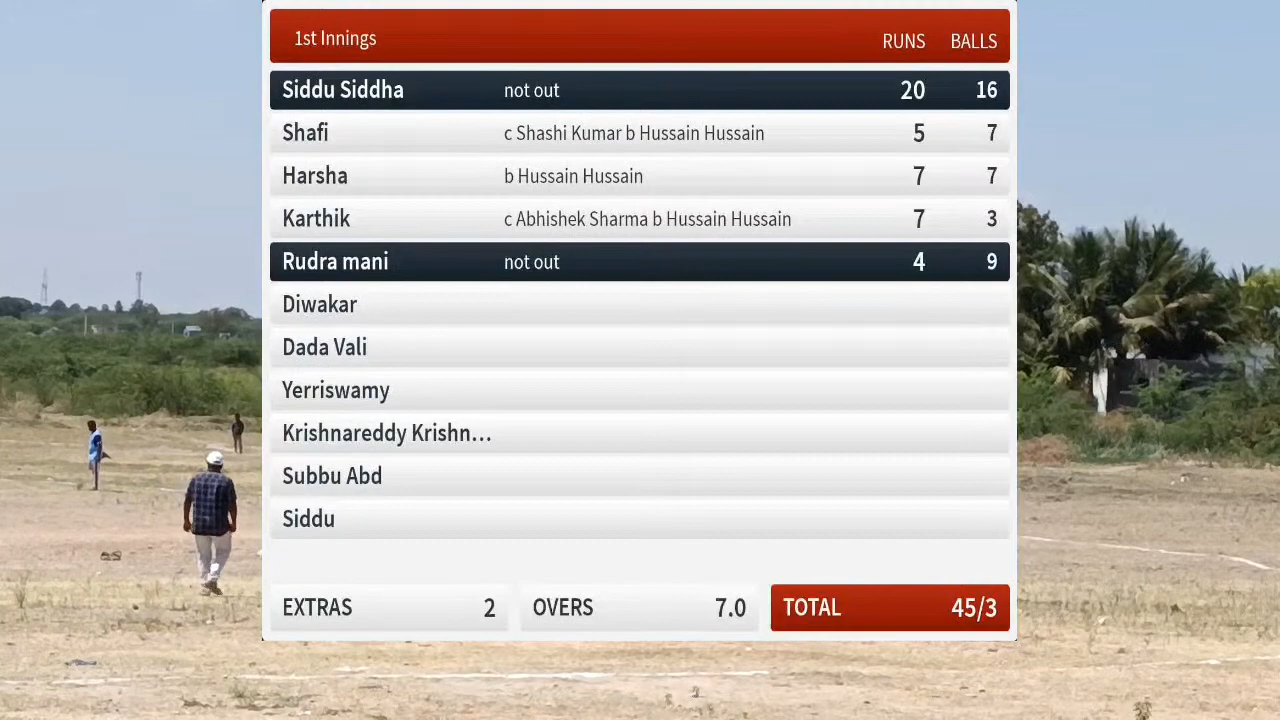 1st Innings RUNS BALLS
Siddu Siddha not out 20 16
Shafi c Shashi Kumar b Hussain Hussain 5 7
Harsha b Hussain Hussain 7 7
Karthik c Abhishek Sharma b Hussain Hussain 7 3
Rudra mani not out 4 9
Diwakar
Dada Vali
Yerriswamy
Krishnareddy Krishn...
Subbu Abd
Siddu
EXTRAS 2 OVERS 7.0 TOTAL 45/3